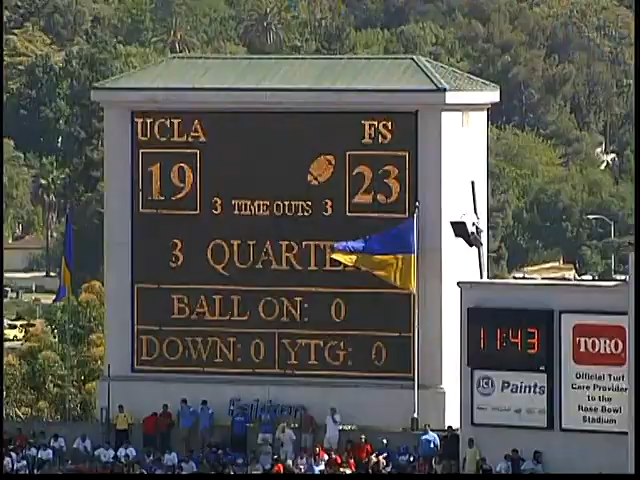 UCLA FS
19 23
3 TIME OUTS 3
3 QUARTE
BALL ON: 0
DOWN: 0 YTG: 0
11:43
JCI Paints
TORO
Official Turf
Care Provider
to the
Rose Bowl
Stadium